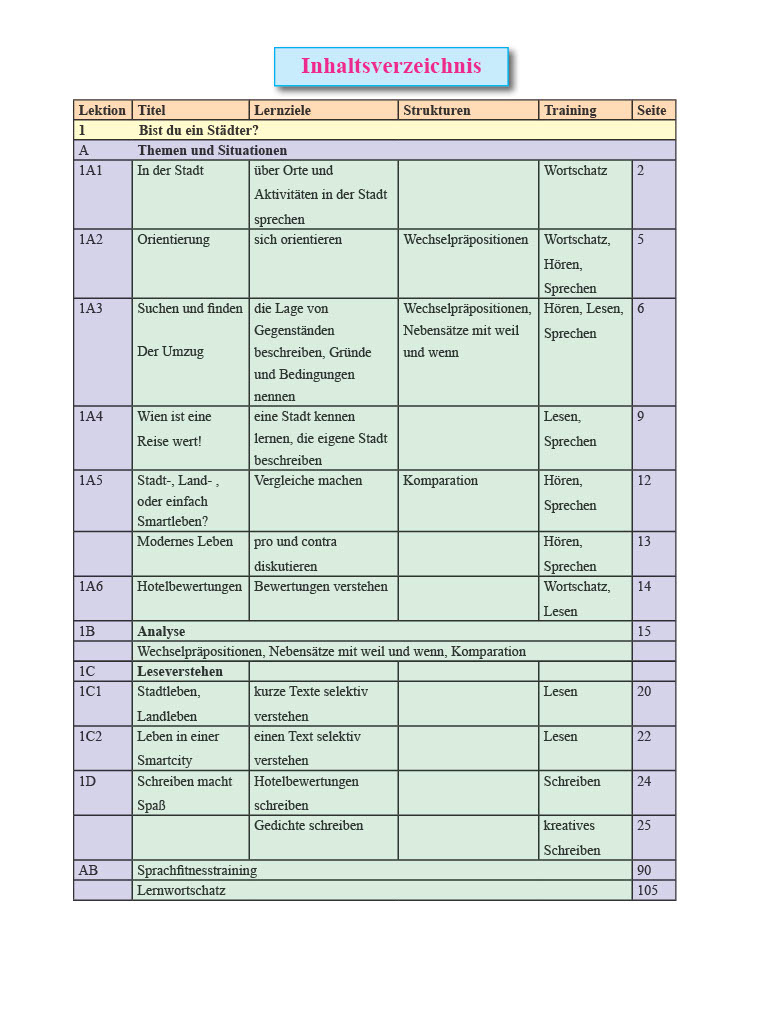 Inhaltsverzeichnis
Lektion Titel Lernziele Strukturen Training Seite
1 Bist du ein Städter?
A Themen und Situationen
1A1 In der Stadt über Orte und Wortschatz 2
Aktivitäten in der Stadt
sprechen
1A2 Orientierung sich orientieren Wechselpräpositionen Wortschatz, 5
Hören,
Sprechen
1A3 Suchen und finden die Lage von Wechselpräpositionen, Hören, Lesen, 6
Gegenständen Nebensätze mit weil Sprechen
Der Umzug beschreiben, Gründe und wenn
und Bedingungen
nennen
1A4 Wien ist eine eine Stadt kennen Lesen, 9
Reise wert! lernen, die eigene Stadt Sprechen
beschreiben
1A5 Stadt-, Land- , Vergleiche machen Komparation Hören, 12
oder einfach Sprechen
Smartleben?
Modernes Leben pro und contra Hören, 13
diskutieren Sprechen
1A6 Hotelbewertungen Bewertungen verstehen Wortschatz, 14
Lesen
1B Analyse 15
Wechselpräpositionen, Nebensätze mit weil und wenn, Komparation
1C Leseverstehen
1C1 Stadtleben, kurze Texte selektiv Lesen 20
Landleben verstehen
1C2 Leben in einer einen Text selektiv Lesen 22
Smartcity verstehen
1D Schreiben macht Hotelbewertungen Schreiben 24
Spaß schreiben
Gedichte schreiben kreatives 25
Schreiben
AB Sprachfitnesstraining 90
Lernwortschatz 105